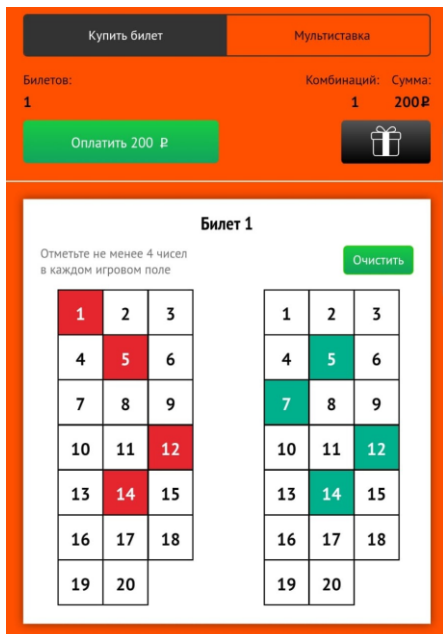 Купить билет Мультиставка
Билетов: Комбинаций: Сумма:
1 1 200 ₽
Оплатить 200 ₽
Билет 1
Отметьте не менее 4 чисел
в каждом игровом поле
Очистить
1 2 3 1 2 3
4 5 6 4 5 6
7 8 9 7 8 9
10 11 12 10 11 12
13 14 15 13 14 15
16 17 18 16 17 18
19 20 19 20